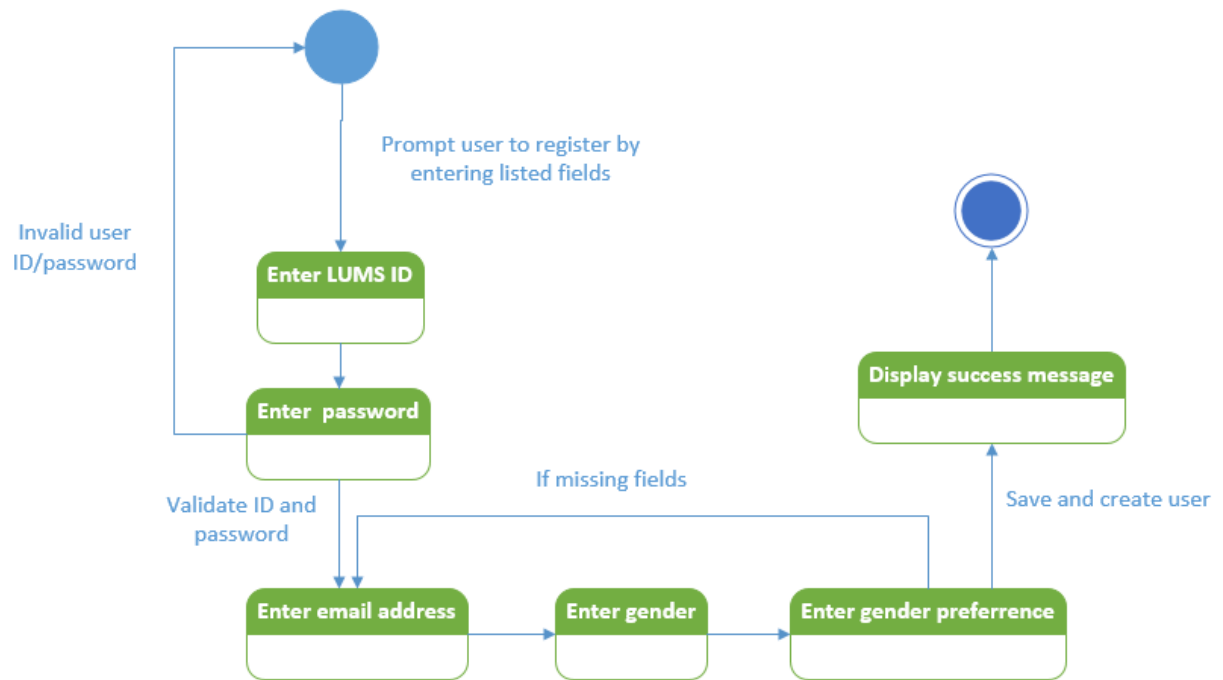 Prompt user to register by
entering listed fields
Invalid user
ID/password
Enter LUMS ID
Enter  password
Validate ID and
password
If missing fields
Enter email address
Enter gender
Enter gender preferrence
Save and create user
Display success message